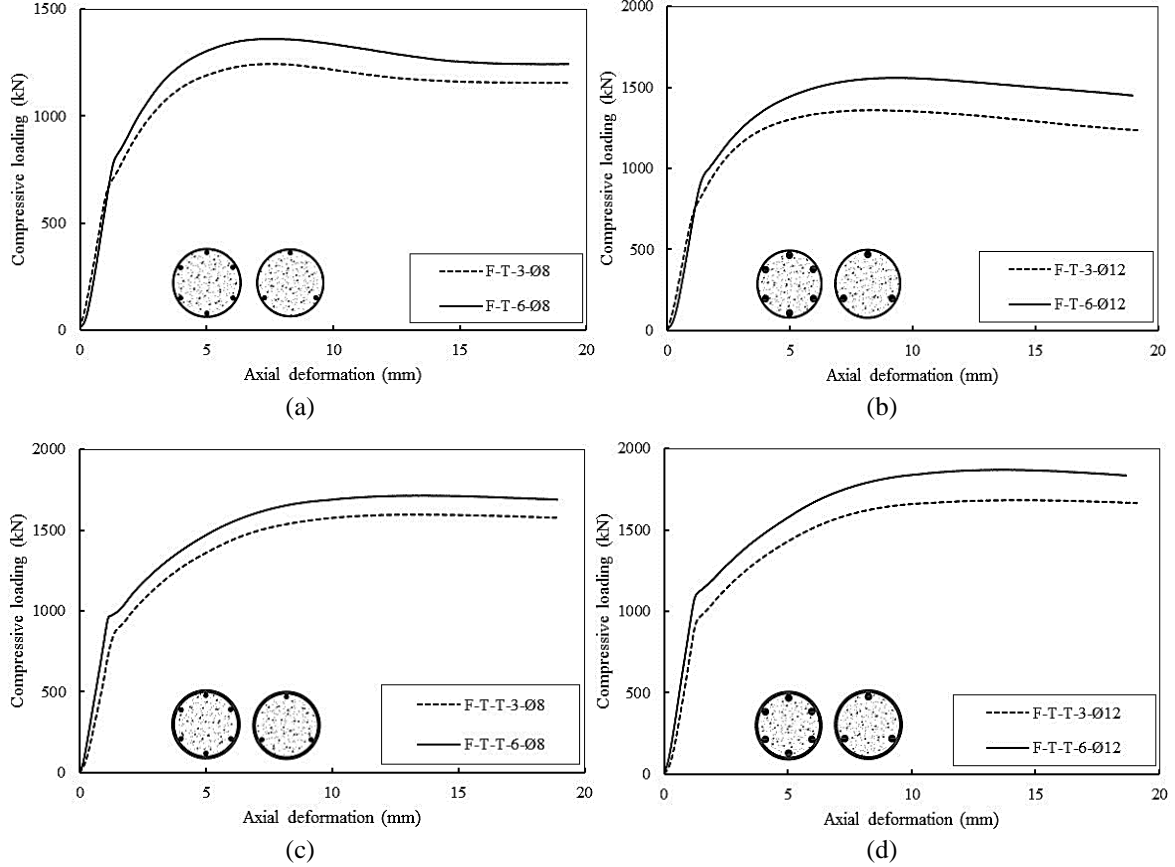 1500
1000
500
0
Compressive loading (kN)
F-T-3-Ø8
F-T-6-Ø8
0 5 10 15 20
Axial deformation (mm)
(a)
2000
1500
1000
500
0
Compressive loading (kN)
F-T-3-Ø12
F-T-6-Ø12
0 5 10 15 20
Axial deformation (mm)
(b)
2000
1500
1000
500
0
Compressive loading (kN)
F-T-T-3-Ø8
F-T-T-6-Ø8
0 5 10 15 20
Axial deformation (mm)
(c)
2000
1500
1000
500
0
Compressive loading (kN)
F-T-T-3-Ø12
F-T-T-6-Ø12
0 5 10 15 20
Axial deformation (mm)
(d)